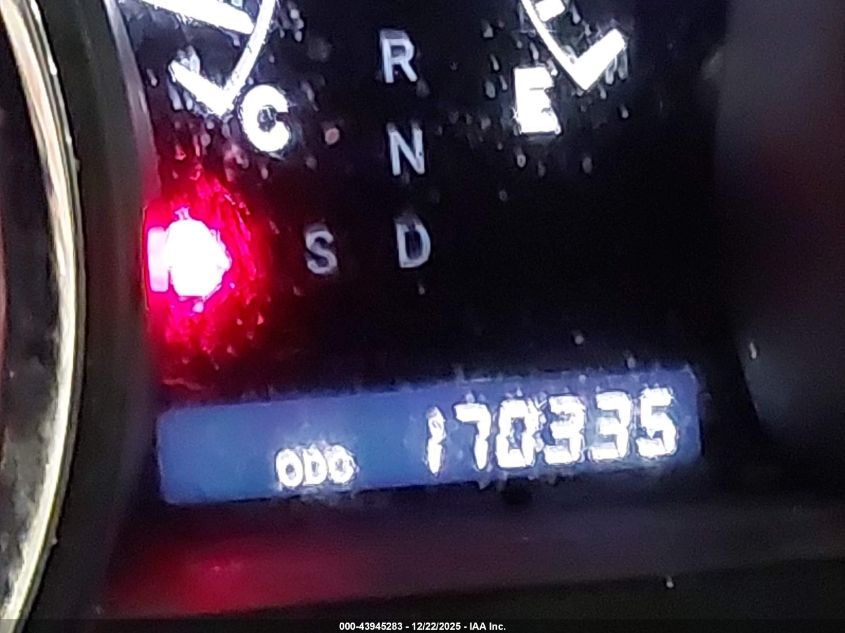 R
C E
N
S D
ODO 170335
000-43945283 - 12/22/2025 - IAA Inc.